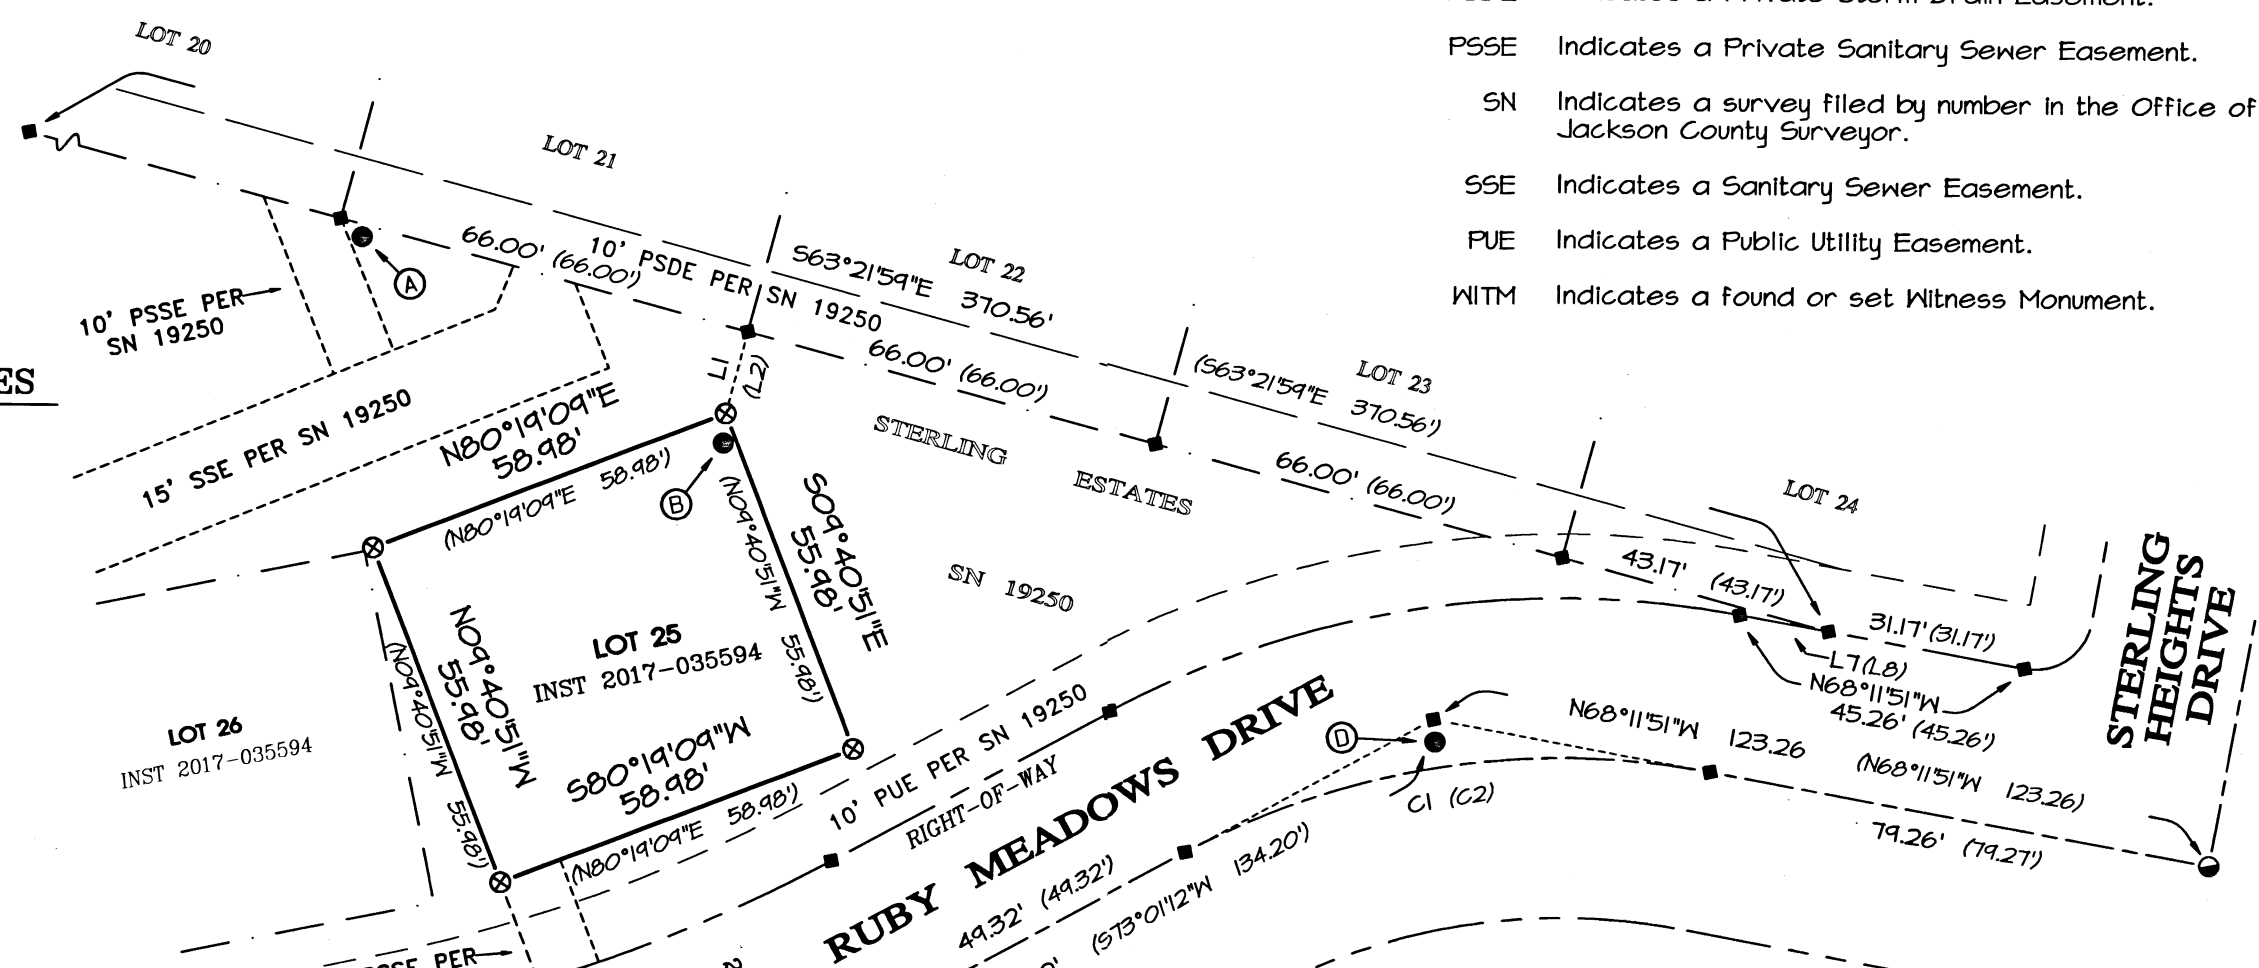 PSSE Indicates a Private Sanitary Sewer Easement.
SN Indicates a survey filed by number in the Office of
Jackson County Surveyor.
SSE Indicates a Sanitary Sewer Easement.
PUE Indicates a Public Utility Easement.
WITM Indicates a found or set Witness Monument.
LOT 20
LOT 21
LOT 22
LOT 23
LOT 24
66.00' (66.00')
10' PSDE PER SN 19250
S63°21'59"E 370.56'
(S63°21'59"E 370.56')
66.00' (66.00')
66.00' (66.00')
43.17' (43.17')
31.17' (31.17')
L7(L8)
N68°11'51"W
45.26' (45.26')
A
10' PSSE PER
SN 19250
ES
15' SSE PER SN 19250
L1
(L2)
N80°19'09"E
58.98'
(N80°19'09"E 58.98')
B
S09°40'51"E
55.98'
(N09°40'51"W 55.98')
N09°40'51"W
55.98'
(N09°40'51"W 55.98')
LOT 25
INST 2017-035594
S80°19'09"W
58.98'
(N80°19'09"E 58.98')
LOT 26
INST 2017-035594
STERLING ESTATES
SN 19250
10' PUE PER SN 19250
RIGHT-OF-WAY
RUBY MEADOWS DRIVE
49.32' (49.32')
(S73°01'12"W 134.20')
D
C1 (C2)
N68°11'51"W 123.26 (N68°11'51"W 123.26)
79.26' (79.27')
STERLING
HEIGHTS
DRIVE
PER